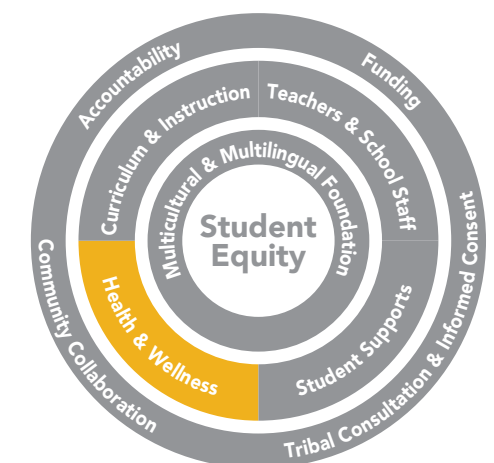 Accountability
Funding
Curriculum & Instruction
Teachers & School Staff
Multicultural & Multilingual Foundation
Student
Equity
Health & Wellness
Student Supports
Community Collaboration
Tribal Consultation & Informed Consent